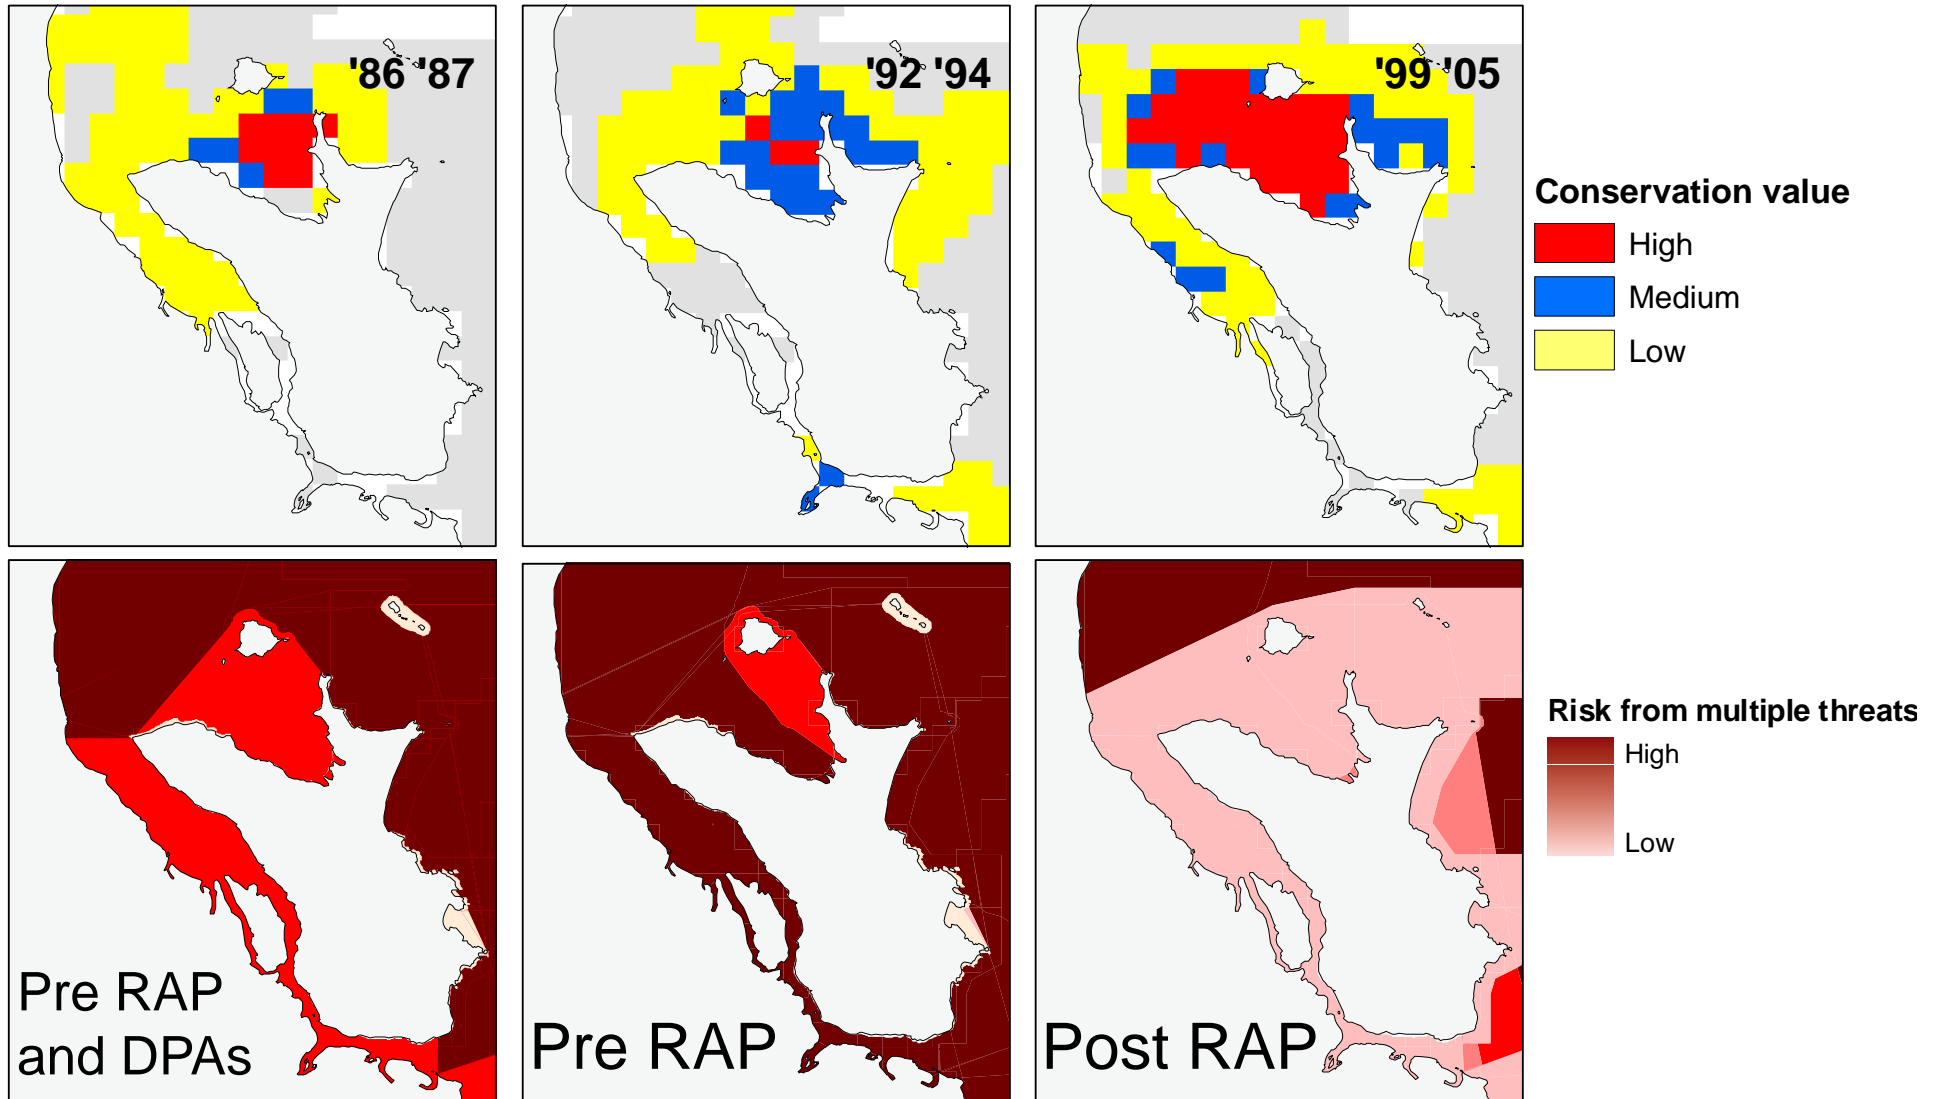 '86 '87
'92 '94
'99 '05
Conservation value
High
Medium
Low
Pre RAP
and DPAs
Pre RAP
Post RAP
Risk from multiple threats
High
Low